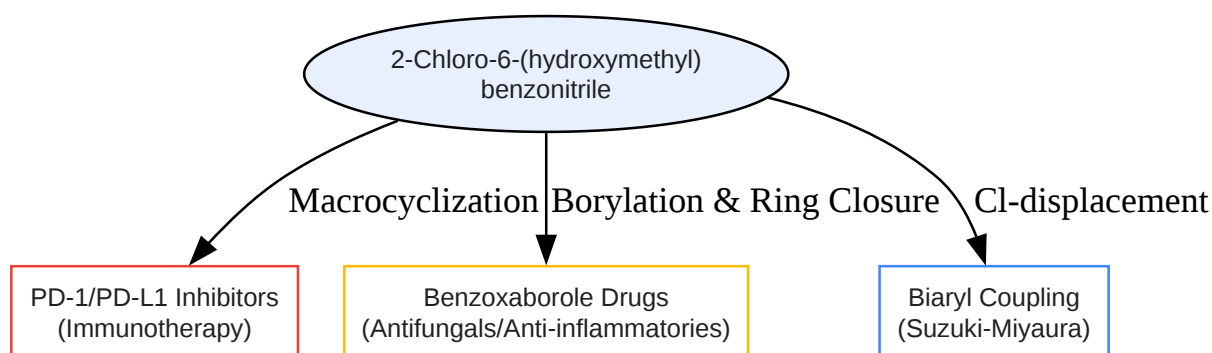 2-Chloro-6-(hydroxymethyl)
benzonitrile
Macrocyclization
Borylation & Ring Closure
Cl-displacement
PD-1/PD-L1 Inhibitors
(Immunotherapy)
Benzoxaborole Drugs
(Antifungals/Anti-inflammatories)
Biaryl Coupling
(Suzuki-Miyaura)